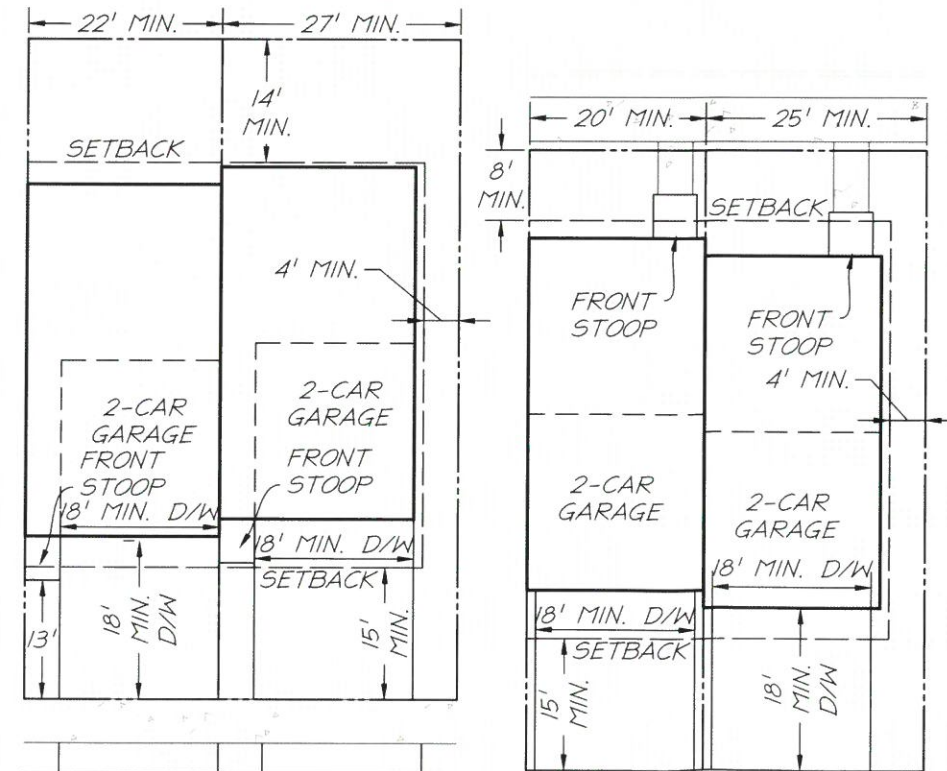 22' MIN.
27' MIN.
14'
MIN.
SETBACK
4' MIN.
2-CAR
GARAGE
FRONT
STOOP
18' MIN. D/W
2-CAR
GARAGE
FRONT
STOOP
18' MIN. D/W
SETBACK
13'
18'
MIN.
D/W
15'
MIN.
20' MIN.
25' MIN.
8'
MIN.
SETBACK
FRONT
STOOP
FRONT
STOOP
4' MIN.
2-CAR
GARAGE
2-CAR
GARAGE
18' MIN. D/W
18' MIN. D/W
SETBACK
15'
MIN.
18'
MIN.
D/W